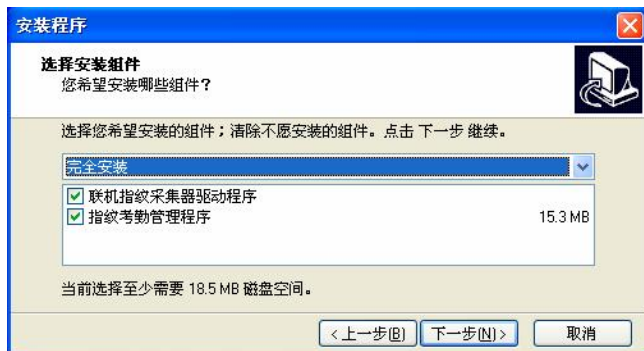 安装程序
选择安装组件
您希望安装哪些组件?
选择您希望安装的组件；清除不愿安装的组件。点击 下一步 继续。
完全安装
联机指纹采集器驱动程序
指纹考勤管理程序 15.3 MB
当前选择至少需要 18.5 MB 磁盘空间。
<上一步(B) 下一步(N)> 取消